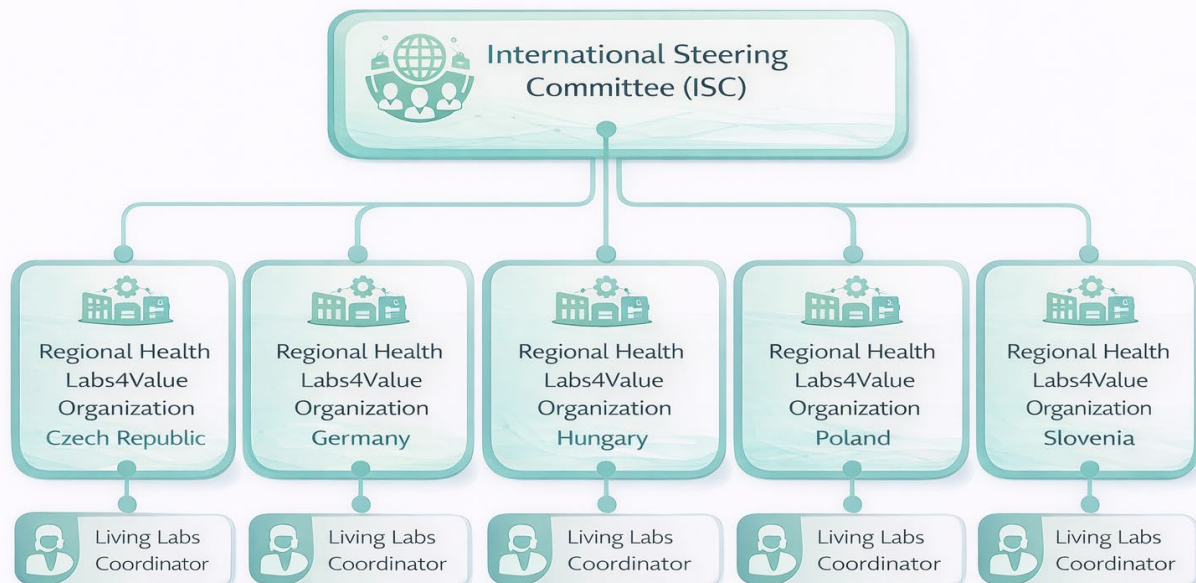 International Steering
Committee (ISC)
Regional Health
Labs4Value
Organization
Czech Republic
Regional Health
Labs4Value
Organization
Germany
Regional Health
Labs4Value
Organization
Hungary
Regional Health
Labs4Value
Organization
Poland
Regional Health
Labs4Value
Organization
Slovenia
Living Labs
Coordinator
Living Labs
Coordinator
Living Labs
Coordinator
Living Labs
Coordinator
Living Labs
Coordinator